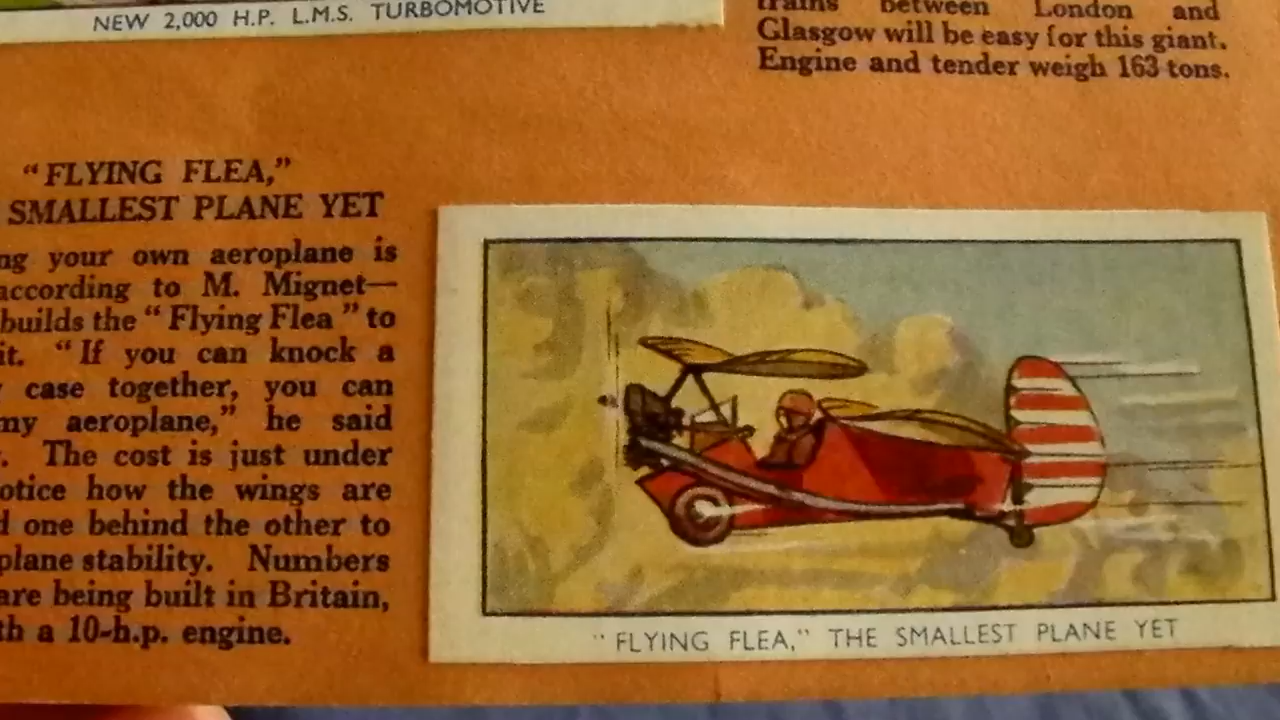 NEW 2,000 H.P. L.M.S. TURBOMOTIVE
trains between London and
Glasgow will be easy for this giant.
Engine and tender weigh 163 tons.
"FLYING FLEA,"
SMALLEST PLANE YET
ng your own aeroplane is
according to M. Mignet—
builds the "Flying Flea" to
it. "If you can knock a
case together, you can
my aeroplane," he said
. The cost is just under
otice how the wings are
d one behind the other to
plane stability. Numbers
are being built in Britain,
th a 10-h.p. engine.
"FLYING FLEA," THE SMALLEST PLANE YET